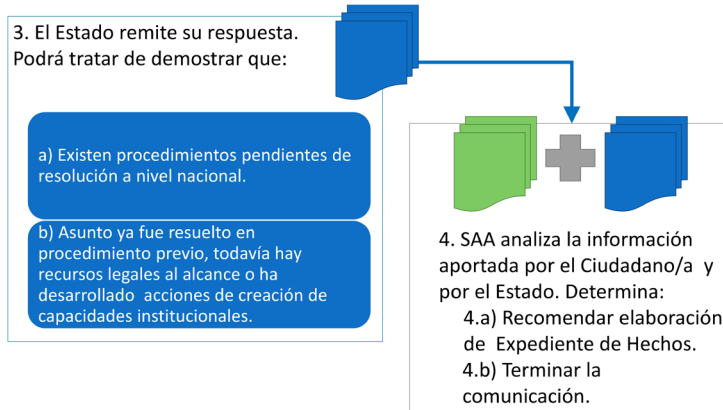 3. El Estado remite su respuesta.
Podrá tratar de demostrar que:
a) Existen procedimientos pendientes de
resolución a nivel nacional.
b) Asunto ya fue resuelto en
procedimiento previo, todavía hay
recursos legales al alcance o ha
desarrollado acciones de creación de
capacidades institucionales.
4. SAA analiza la información
aportada por el Ciudadano/a y
por el Estado. Determina:
4.a) Recomendar elaboración
de Expediente de Hechos.
4.b) Terminar la
comunicación.